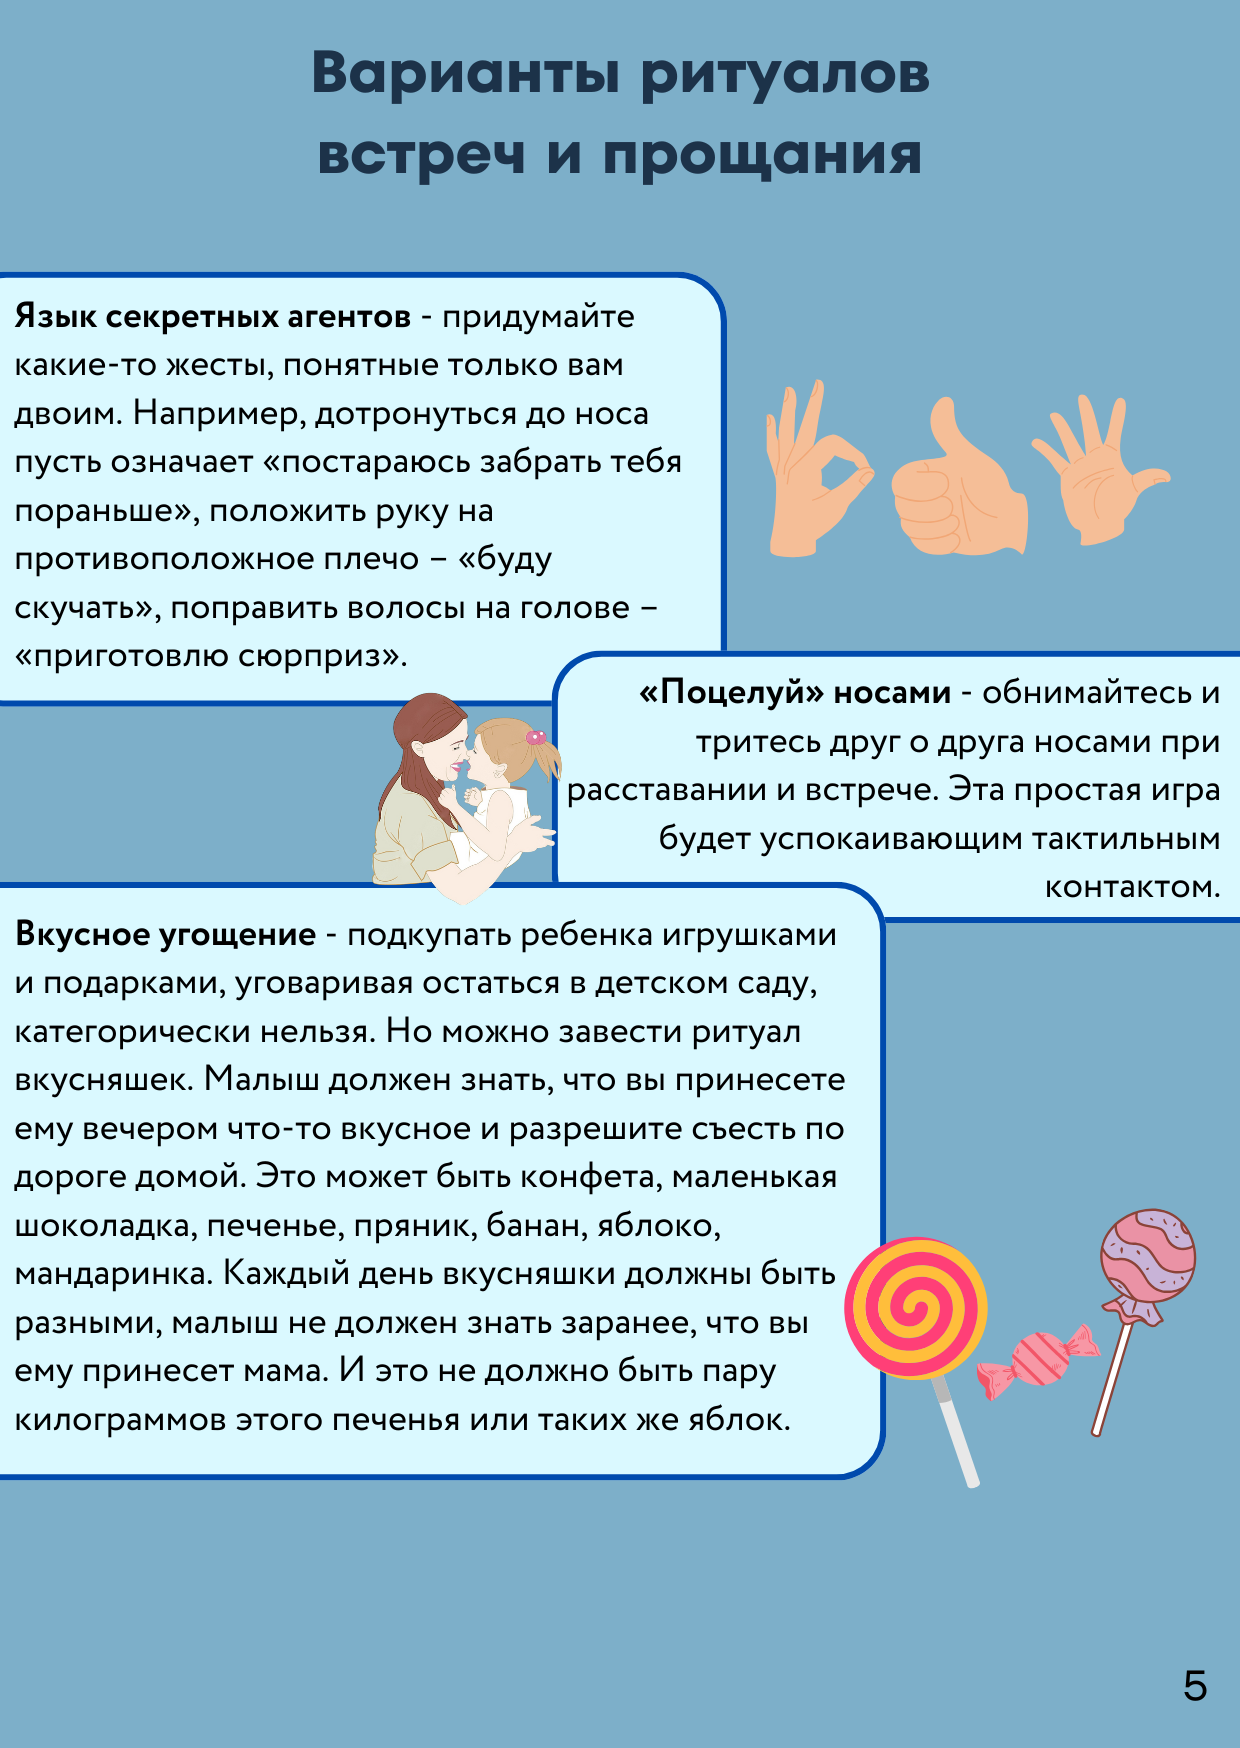 Варианты ритуалов
встреч и прощания
Язык секретных агентов - придумайте
какие-то жесты, понятные только вам
двоим. Например, дотронуться до носа
пусть означает «постараюсь забрать тебя
пораньше», положить руку на
противоположное плечо – «буду
скучать», поправить волосы на голове –
«приготовлю сюрприз».
«Поцелуй» носами - обнимайтесь и
тритесь друг о друга носами при
расставании и встрече. Эта простая игра
будет успокаивающим тактильным
контактом.
Вкусное угощение - подкупать ребенка игрушками
и подарками, уговаривая остаться в детском саду,
категорически нельзя. Но можно завести ритуал
вкусняшек. Малыш должен знать, что вы принесете
ему вечером что-то вкусное и разрешите съесть по
дороге домой. Это может быть конфета, маленькая
шоколадка, печенье, пряник, банан, яблоко,
мандаринка. Каждый день вкусняшки должны быть
разными, малыш не должен знать заранее, что вы
ему принесет мама. И это не должно быть пару
килограммов этого печенья или таких же яблок.
5